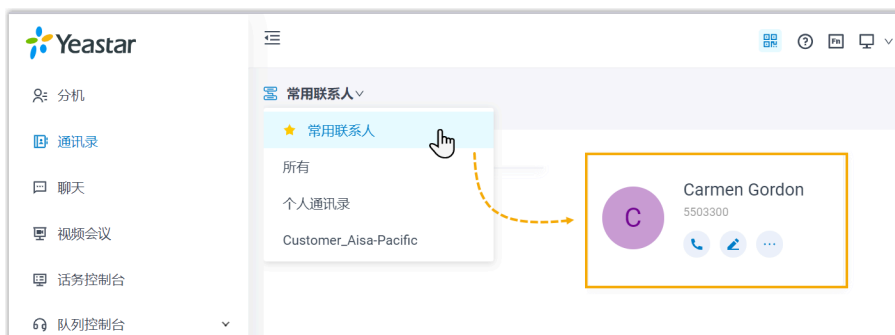 Yeastar
Fn
分机
常用联系人
常用联系人
通讯录
所有
聊天
个人通讯录
视频会议
Customer_Aisa-Pacific
话务控制台
队列控制台
C
Carmen Gordon
5503300